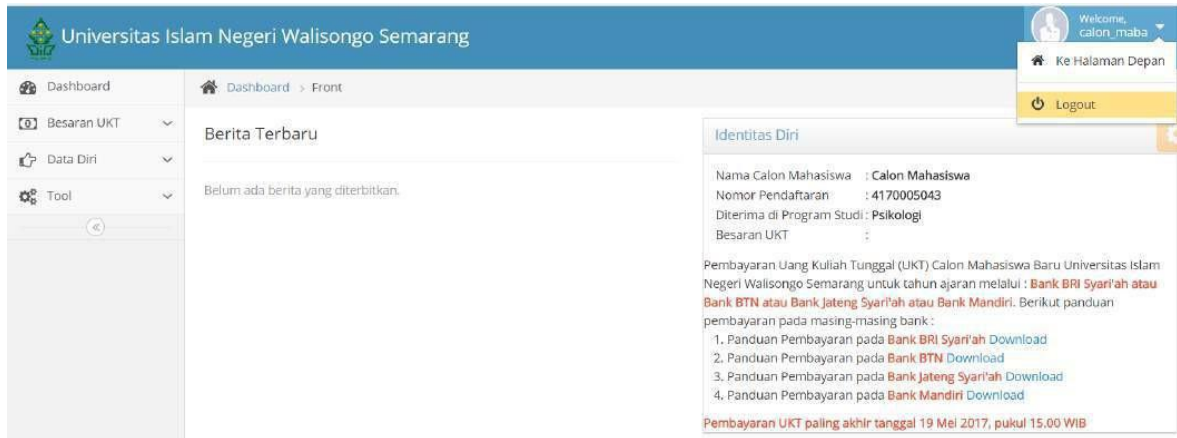 Universitas Islam Negeri Walisongo Semarang
Welcome,
calon_maba
Ke Halaman Depan
Logout
Dashboard
Besaran UKT
Data Diri
Tool
Dashboard > Front
Berita Terbaru
Belum ada berita yang diterbitkan.
Identitas Diri
Nama Calon Mahasiswa : Calon Mahasiswa
Nomor Pendaftaran : 4170005043
Diterima di Program Studi : Psikologi
Besaran UKT :
Pembayaran Uang Kuliah Tunggal (UKT) Calon Mahasiswa Baru Universitas Islam
Negeri Walisongo Semarang untuk tahun ajaran melalui : Bank BRI Syari'ah atau
Bank BTN atau Bank Jateng Syari'ah atau Bank Mandiri. Berikut panduan
pembayaran pada masing-masing bank :
1. Panduan Pembayaran pada Bank BRI Syari'ah Download
2. Panduan Pembayaran pada Bank BTN Download
3. Panduan Pembayaran pada Bank Jateng Syari'ah Download
4. Panduan Pembayaran pada Bank Mandiri Download
Pembayaran UKT paling akhir tanggal 19 Mei 2017, pukul 15.00 WIB